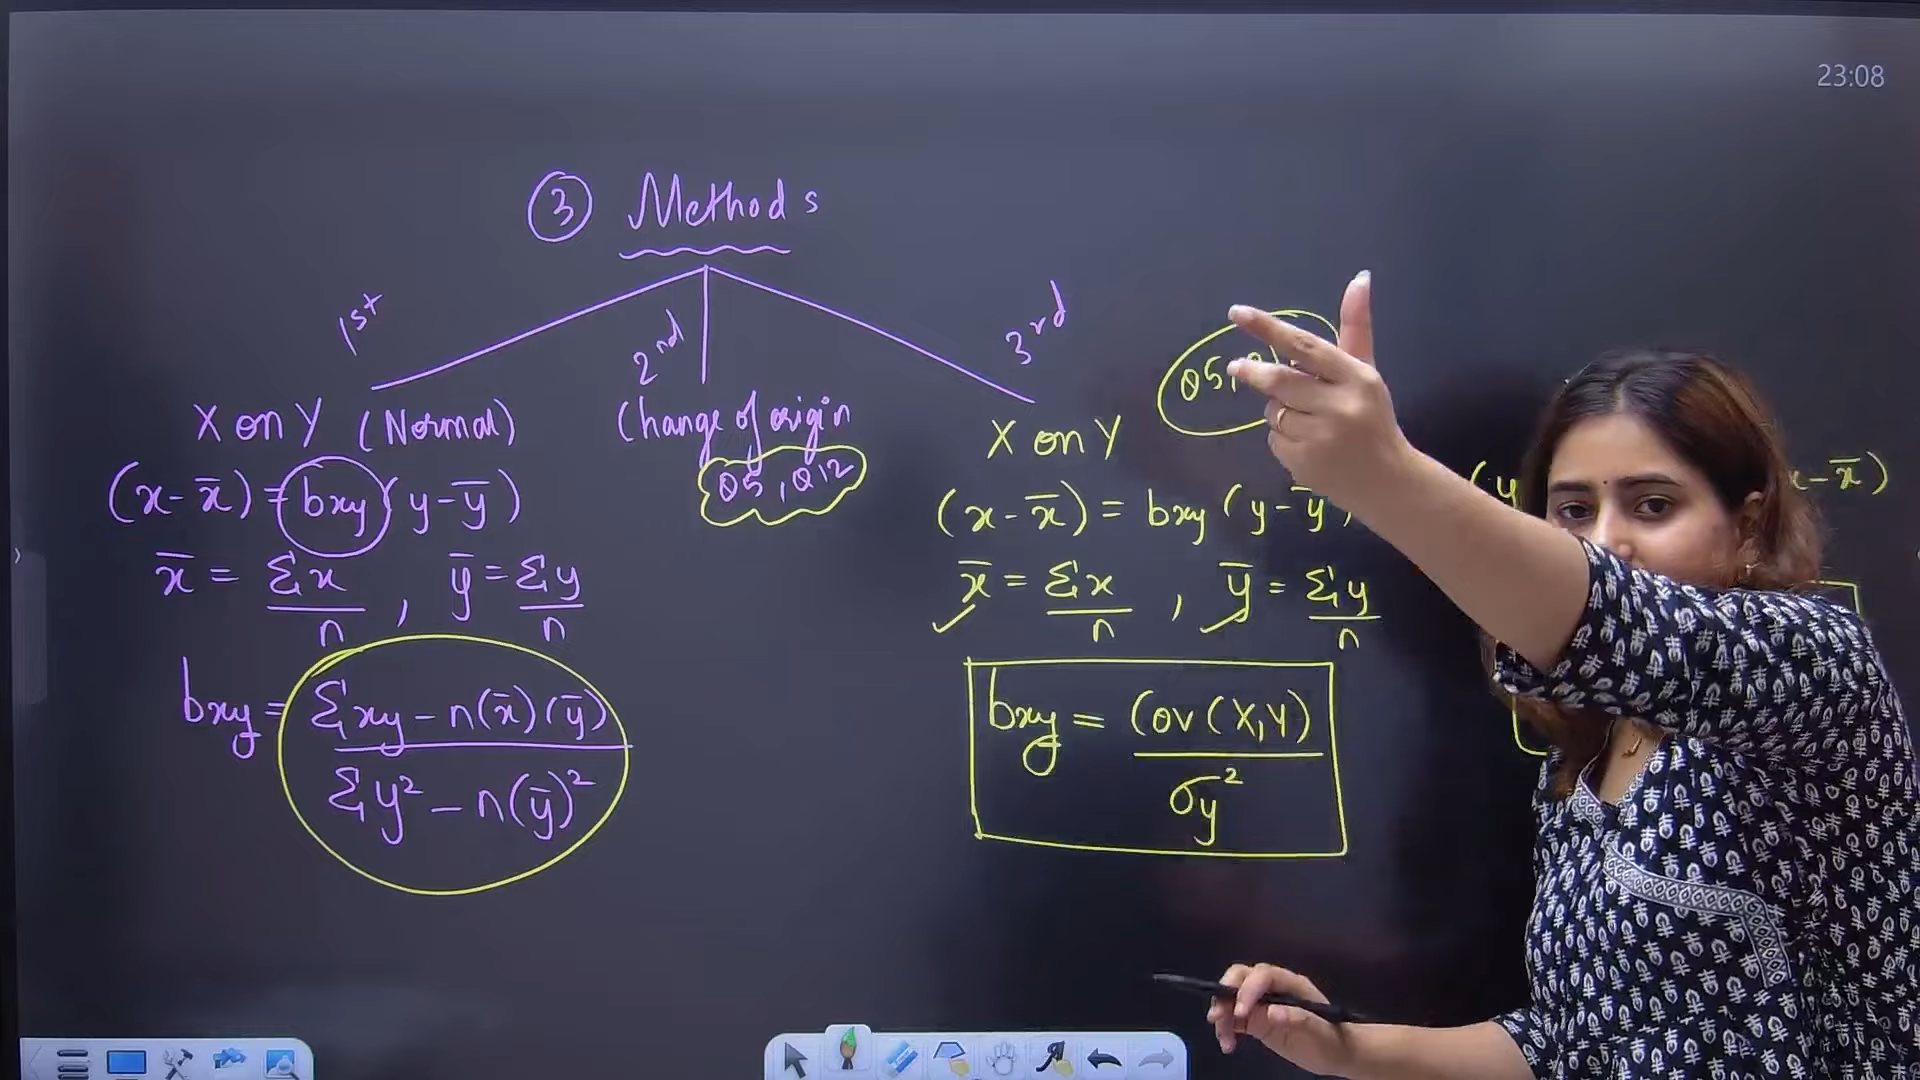 23:08
③ Methods
1st
2nd
3rd
X on Y (Normal)
(x-x̄) = bxy (y-ȳ)
x̄ = Σx/n , ȳ = Σy/n
bxy = Σxy - n(x̄)(ȳ) / Σy² - n(ȳ)²
Change of origin
Q5, Q12
X on Y
Q5,
(x-x̄) = bxy (y-ȳ
x̄ = Σx/n , ȳ = Σy/n
bxy = Cov(X,Y) / σy²
(y
x-x̄)